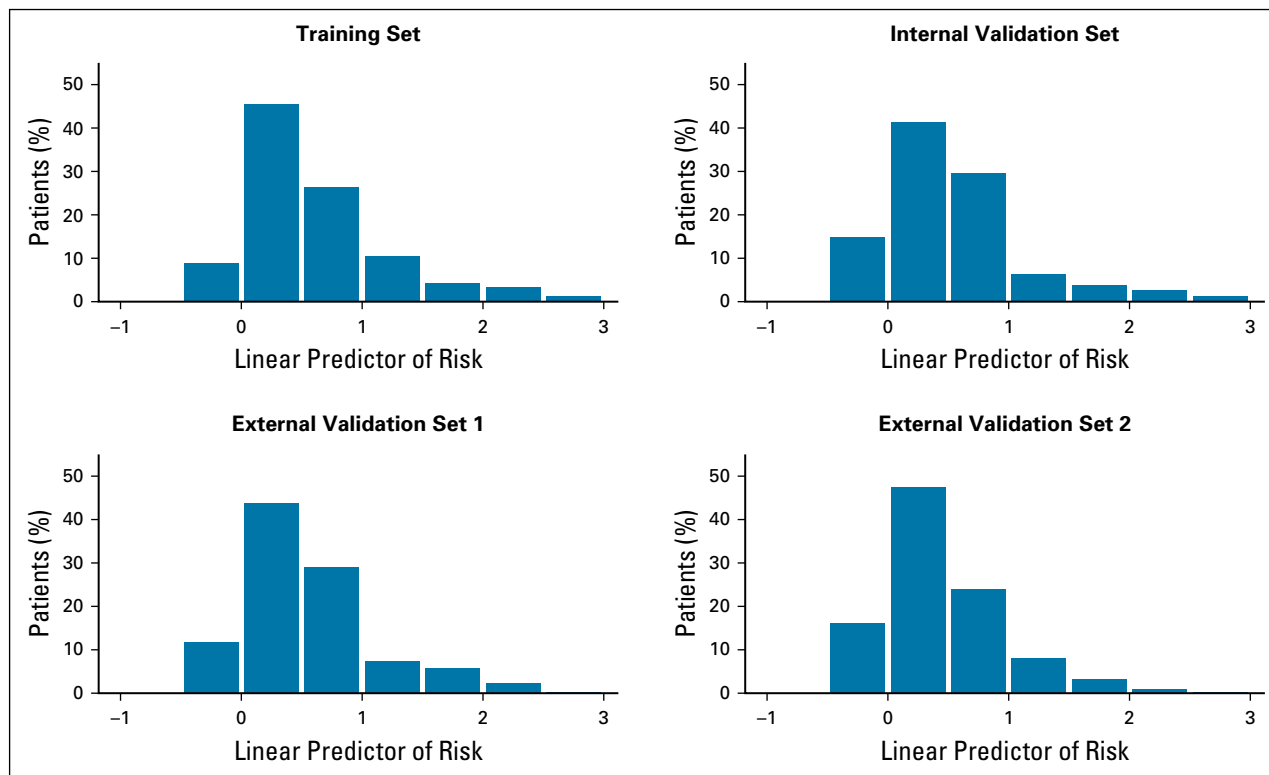 Training Set
50
40
30
20
10
0
Patients (%)
–1 0 1 2 3
Linear Predictor of Risk
Internal Validation Set
50
40
30
20
10
0
Patients (%)
–1 0 1 2 3
Linear Predictor of Risk
External Validation Set 1
50
40
30
20
10
0
Patients (%)
–1 0 1 2 3
Linear Predictor of Risk
External Validation Set 2
50
40
30
20
10
0
Patients (%)
–1 0 1 2 3
Linear Predictor of Risk